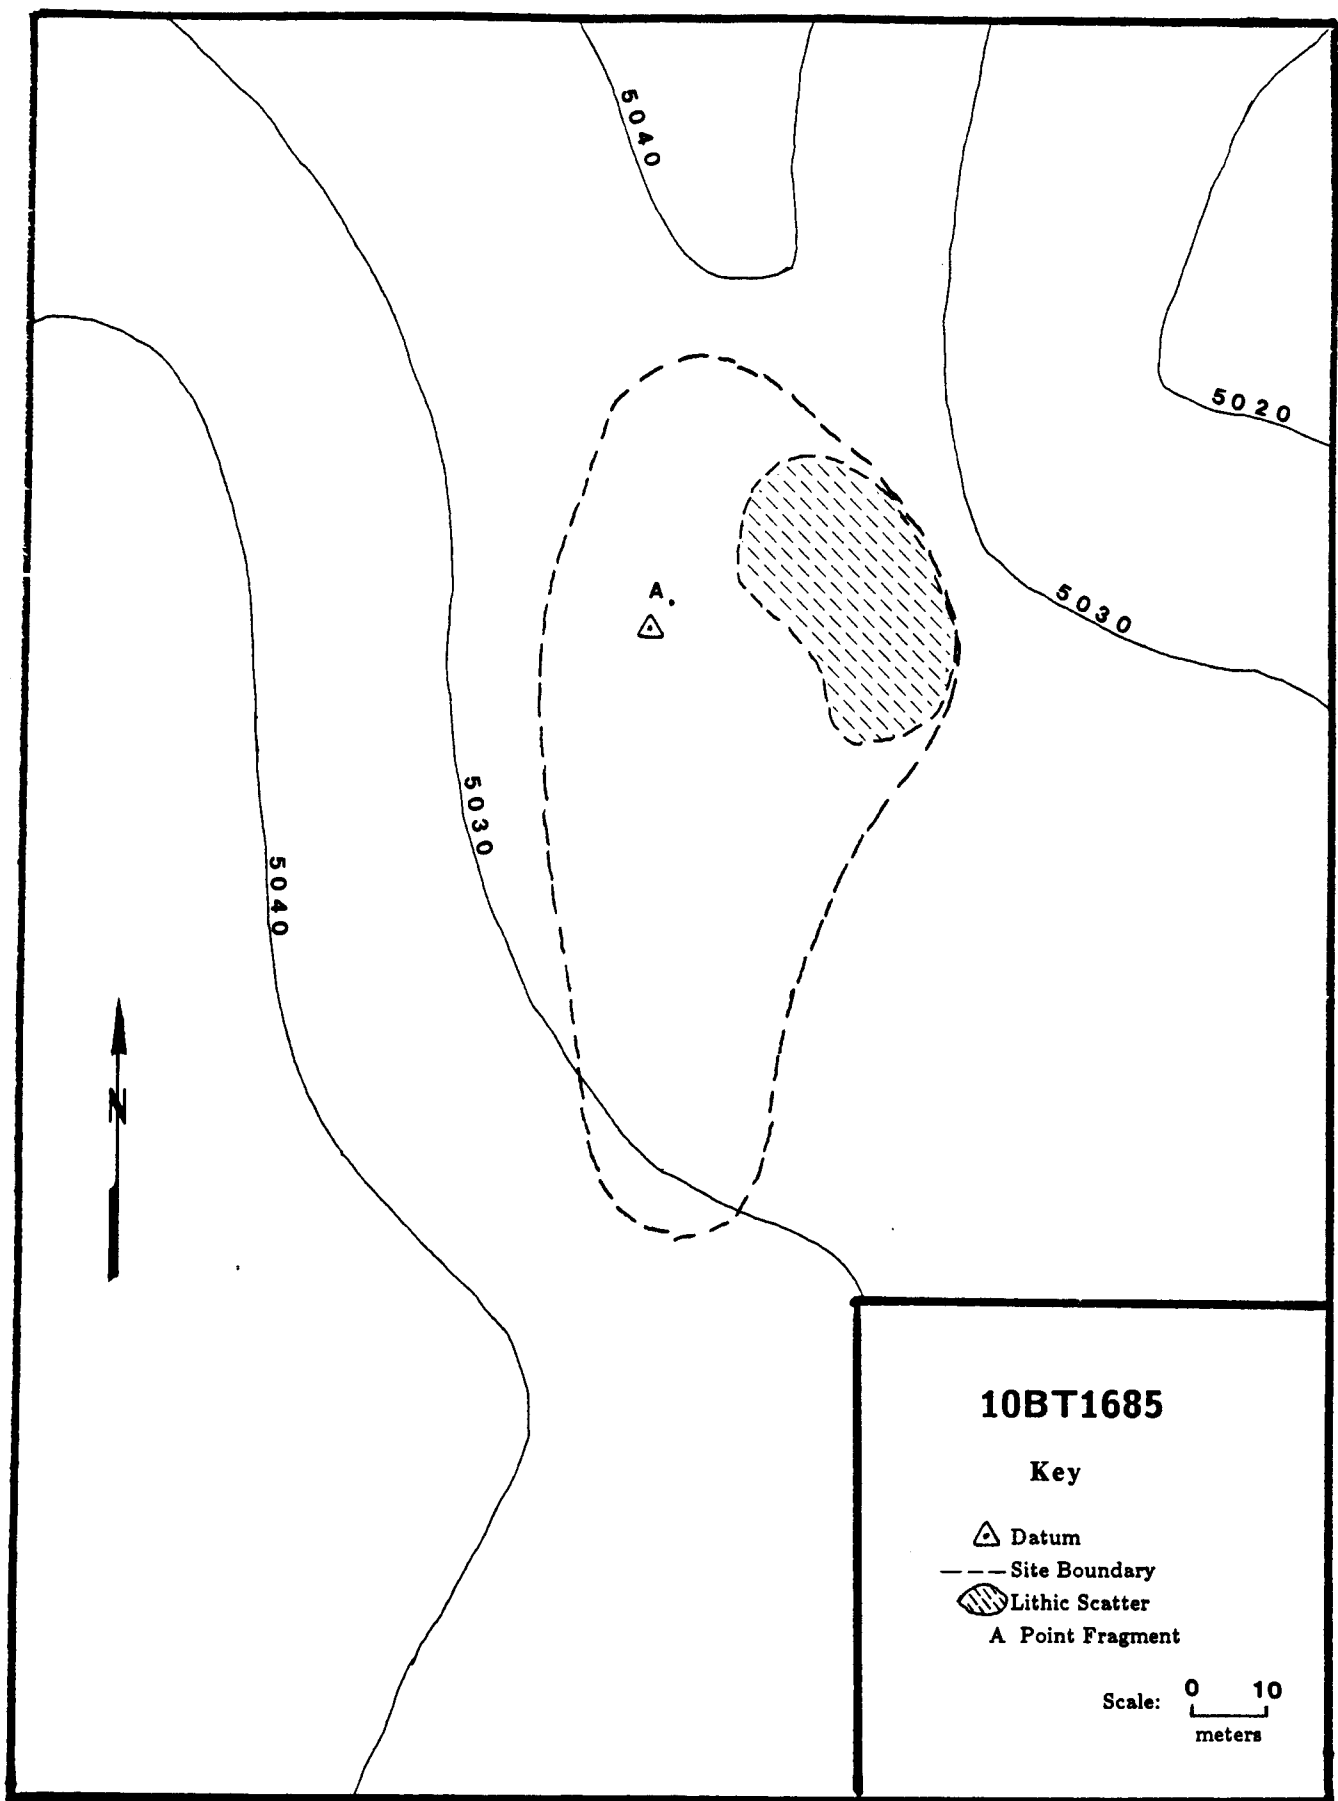 5040
5020
A.
5030
5030
5040
N
10BT1685
Key
Datum
Site Boundary
Lithic Scatter
A Point Fragment
Scale: 0 10
meters